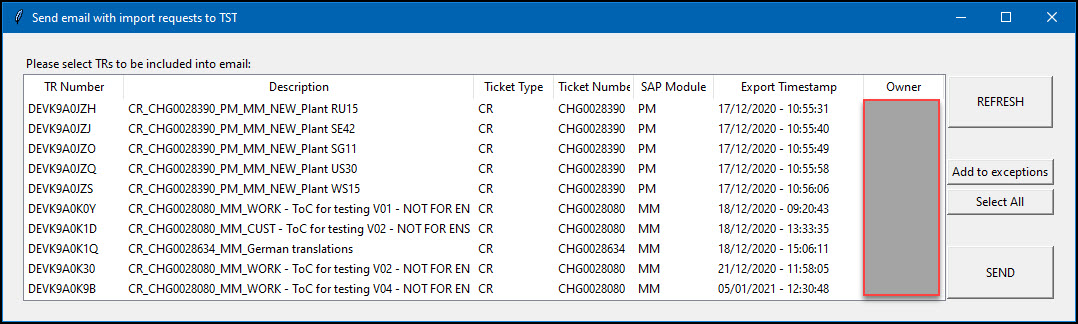 Send email with import requests to TST
Please select TRs to be included into email:
TR Number Description Ticket Type Ticket Numbe SAP Module Export Timestamp Owner
DEVK9A0JZH CR_CHG0028390_PM_MM_NEW_Plant RU15 CR CHG0028390 PM 17/12/2020 - 10:55:31
DEVK9A0JZJ CR_CHG0028390_PM_MM_NEW_Plant SE42 CR CHG0028390 PM 17/12/2020 - 10:55:40
DEVK9A0JZO CR_CHG0028390_PM_MM_NEW_Plant SG11 CR CHG0028390 PM 17/12/2020 - 10:55:49
DEVK9A0JZQ CR_CHG0028390_PM_MM_NEW_Plant US30 CR CHG0028390 PM 17/12/2020 - 10:55:58
DEVK9A0JZS CR_CHG0028390_PM_MM_NEW_Plant WS15 CR CHG0028390 PM 17/12/2020 - 10:56:06
DEVK9A0K0Y CR_CHG0028080_MM_WORK - ToC for testing V01 - NOT FOR EN CR CHG0028080 MM 18/12/2020 - 09:20:43
DEVK9A0K1D CR_CHG0028080_MM_CUST - ToC for testing V02 - NOT FOR ENS CR CHG0028080 MM 18/12/2020 - 13:33:35
DEVK9A0K1Q CR_CHG0028634_MM_German translations CR CHG0028634 MM 18/12/2020 - 15:06:11
DEVK9A0K30 CR_CHG0028080_MM_WORK - ToC for testing V02 - NOT FOR EN CR CHG0028080 MM 21/12/2020 - 11:58:05
DEVK9A0K9B CR_CHG0028080_MM_WORK - ToC for testing V04 - NOT FOR EN CR CHG0028080 MM 05/01/2021 - 12:30:48
REFRESH
Add to exceptions
Select All
SEND